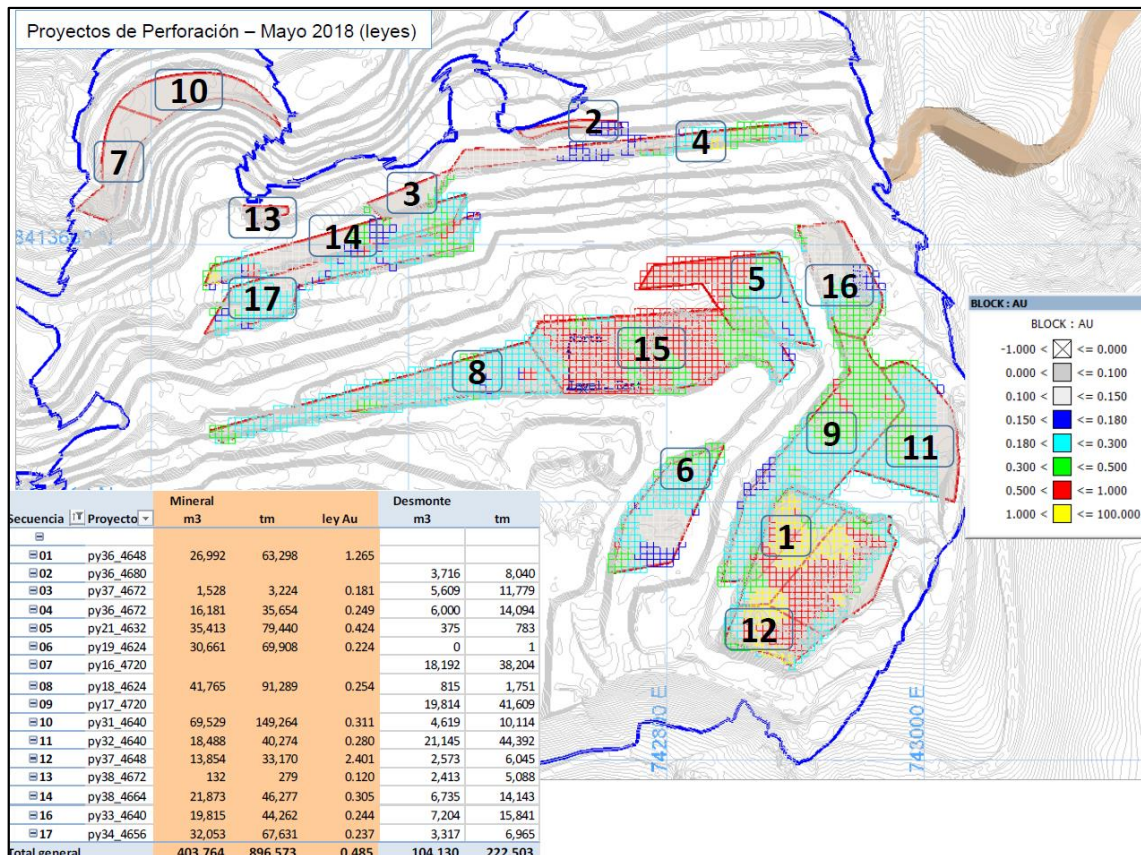 Proyectos de Perforación – Mayo 2018 (leyes)
10
7
2
4
3
13
14
17
5
16
15
8
9
11
6
1
12
742800 E
743000 E
BLOCK : AU
BLOCK : AU
-1.000 < <= 0.000
0.000 < <= 0.100
0.100 < <= 0.150
0.150 < <= 0.180
0.180 < <= 0.300
0.300 < <= 0.500
0.500 < <= 1.000
1.000 < <= 100.000
Mineral Desmonte
Secuencia Proyecto m3 tm ley Au m3 tm
01 py36_4648 26,992 63,298 1.265
02 py36_4680 3,716 8,040
03 py37_4672 1,528 3,224 0.181 5,609 11,779
04 py36_4672 16,181 35,654 0.249 6,000 14,094
05 py21_4632 35,413 79,440 0.424 375 783
06 py19_4624 30,661 69,908 0.224 0 1
07 py16_4720 18,192 38,204
08 py18_4624 41,765 91,289 0.254 815 1,751
09 py17_4720 19,814 41,609
10 py31_4640 69,529 149,264 0.311 4,619 10,114
11 py32_4640 18,488 40,274 0.280 21,145 44,392
12 py37_4648 13,854 33,170 2.401 2,573 6,045
13 py38_4672 132 279 0.120 2,413 5,088
14 py38_4664 21,873 46,277 0.305 6,735 14,143
16 py33_4640 19,815 44,262 0.244 7,204 15,841
17 py34_4656 32,053 67,631 0.237 3,317 6,965
Total general 403,764 896,573 0.485 104,130 222,503